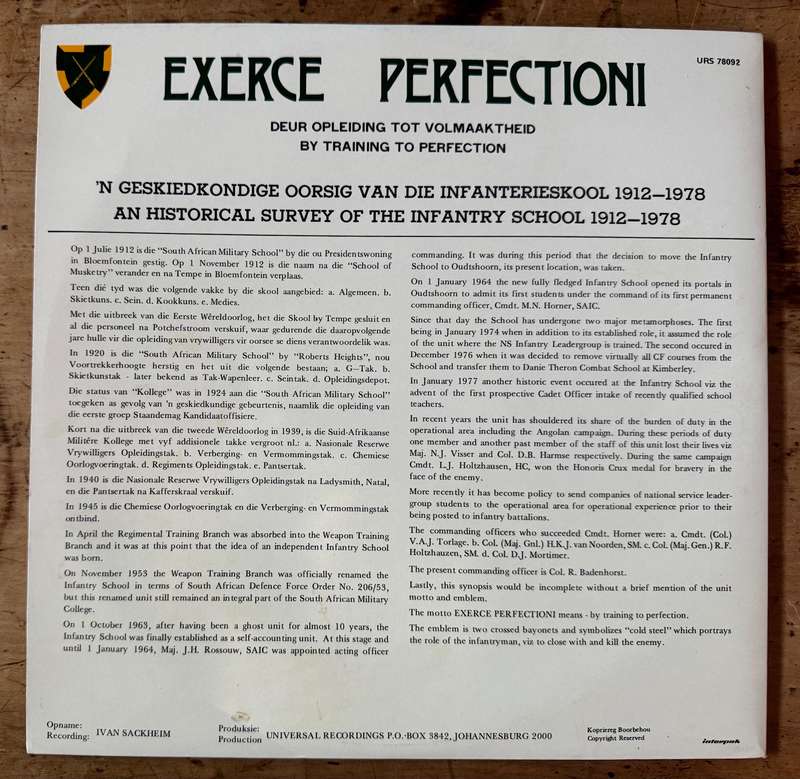 URS 78092
EXERCE PERFECTIONI
DEUR OPLEIDING TOT VOLMAAKTHEID
BY TRAINING TO PERFECTION
'N GESKIEDKONDIGE OORSIG VAN DIE INFANTERIESKOOL 1912—1978
AN HISTORICAL SURVEY OF THE INFANTRY SCHOOL 1912—1978
Op 1 Julie 1912 is die "South African Military School" by die ou Presidentswoning
in Bloemfontein gestig. Op 1 November 1912 is die naam na die "School of
Musketry" verander en na Tempe in Bloemfontein verplaas.
Teen dié tyd was die volgende vakke by die skool aangebied: a. Algemeen. b.
Skietkuns. c. Sein. d. Kookkuns. e. Medies.
Met die uitbreek van die Eerste Wêreldoorlog, het die Skool by Tempe gesluit en
al die personeel na Potchefstroom verskuif, waar gedurende die daaropvolgende
jare hulle vir die opleiding van vrywilligers vir oorsee se diens verantwoordelik was.
In 1920 is die "South African Military School" by "Roberts Heights", nou
Voortrekkerhoogte herstig en het uit die volgende bestaan; a. G—Tak. b.
Skietkunstak - later bekend as Tak-Wapenleer. c. Seintak. d. Opleidingsdepot.
Die status van "Kollege" was in 1924 aan die "South African Military School"
toegeken as gevolg van 'n geskiedkundige gebeurtenis, naamlik die opleiding van
die eerste groep Staandemag Kandidaatoffisiere.
Kort na die uitbreek van die tweede Wêreldoorlog in 1939, is die Suid-Afrikaanse
Militêre Kollege met vyf addisionele takke vergroot nl.: a. Nasionale Reserwe
Vrywilligers Opleidingstak. b. Verberging- en Vermommingstak. c. Chemiese
Oorlogvoeringtak. d. Regiments Opleidingstak. e. Pantsertak.
In 1940 is die Nasionale Reserwe Vrywilligers Opleidingstak na Ladysmith, Natal,
en die Pantsertak na Kafferskraal verskuif.
In 1945 is die Chemiese Oorlogvoeringtak en die Verberging- en Vermommingstak
ontbind.
In April the Regimental Training Branch was absorbed into the Weapon Training
Branch and it was at this point that the idea of an independent Infantry School
was born.
On November 1953 the Weapon Training Branch was officially renamed the
Infantry School in terms of South African Defence Force Order No. 206/53,
but this renamed unit still remained an integral part of the South African Military
College.
On 1 October 1963, after having been a ghost unit for almost 10 years, the
Infantry School was finally established as a self-accounting unit. At this stage and
until 1 January 1964, Maj. J.H. Rossouw, SAIC was appointed acting officer
commanding. It was during this period that the decision to move the Infantry
School to Oudtshoorn, its present location, was taken.
On 1 January 1964 the new fully fledged Infantry School opened its portals in
Oudtshoorn to admit its first students under the command of its first permanent
commanding officer, Cmdt. M.N. Horner, SAIC.
Since that day the School has undergone two major metamorphoses. The first
being in January 1974 when in addition to its established role, it assumed the role
of the unit where the NS Infantry Leadergroup is trained. The second occured in
December 1976 when it was decided to remove virtually all CF courses from the
School and transfer them to Danie Theron Combat School at Kimberley.
In January 1977 another historic event occured at the Infantry School viz the
advent of the first prospective Cadet Officer intake of recently qualified school
teachers.
In recent years the unit has shouldered its share of the burden of duty in the
operational area including the Angolan campaign. During these periods of duty
one member and another past member of the staff of this unit lost their lives viz
Maj. N.J. Visser and Col. D.B. Harmse respectively. During the same campaign
Cmdt. L.J. Holtzhausen, HC, won the Honoris Crux medal for bravery in the
face of the enemy.
More recently it has become policy to send companies of national service leader-
group students to the operational area for operational experience prior to their
being posted to infantry battalions.
The commanding officers who succeeded Cmdt. Horner were: a. Cmdt. (Col.)
V.A.J. Torlage. b. Col. (Maj. Gnl.) H.K.J. van Noorden, SM. c. Col. (Maj. Gen.) R.F.
Holtzhauzen, SM. d. Col. D.J. Mortimer.
The present commanding officer is Col. R. Badenhorst.
Lastly, this synopsis would be incomplete without a brief mention of the unit
motto and emblem.
The motto EXERCE PERFECTIONI means - by training to perfection.
The emblem is two crossed bayonets and symbolizes "cold steel" which portrays
the role of the infantryman, viz to close with and kill the enemy.
Opname:
Recording: IVAN SACKHEIM
Produksie:
Production UNIVERSAL RECORDINGS P.O.-BOX 3842, JOHANNESBURG 2000
Kopriereg Boorbehou
Copyright Reserved
interpak